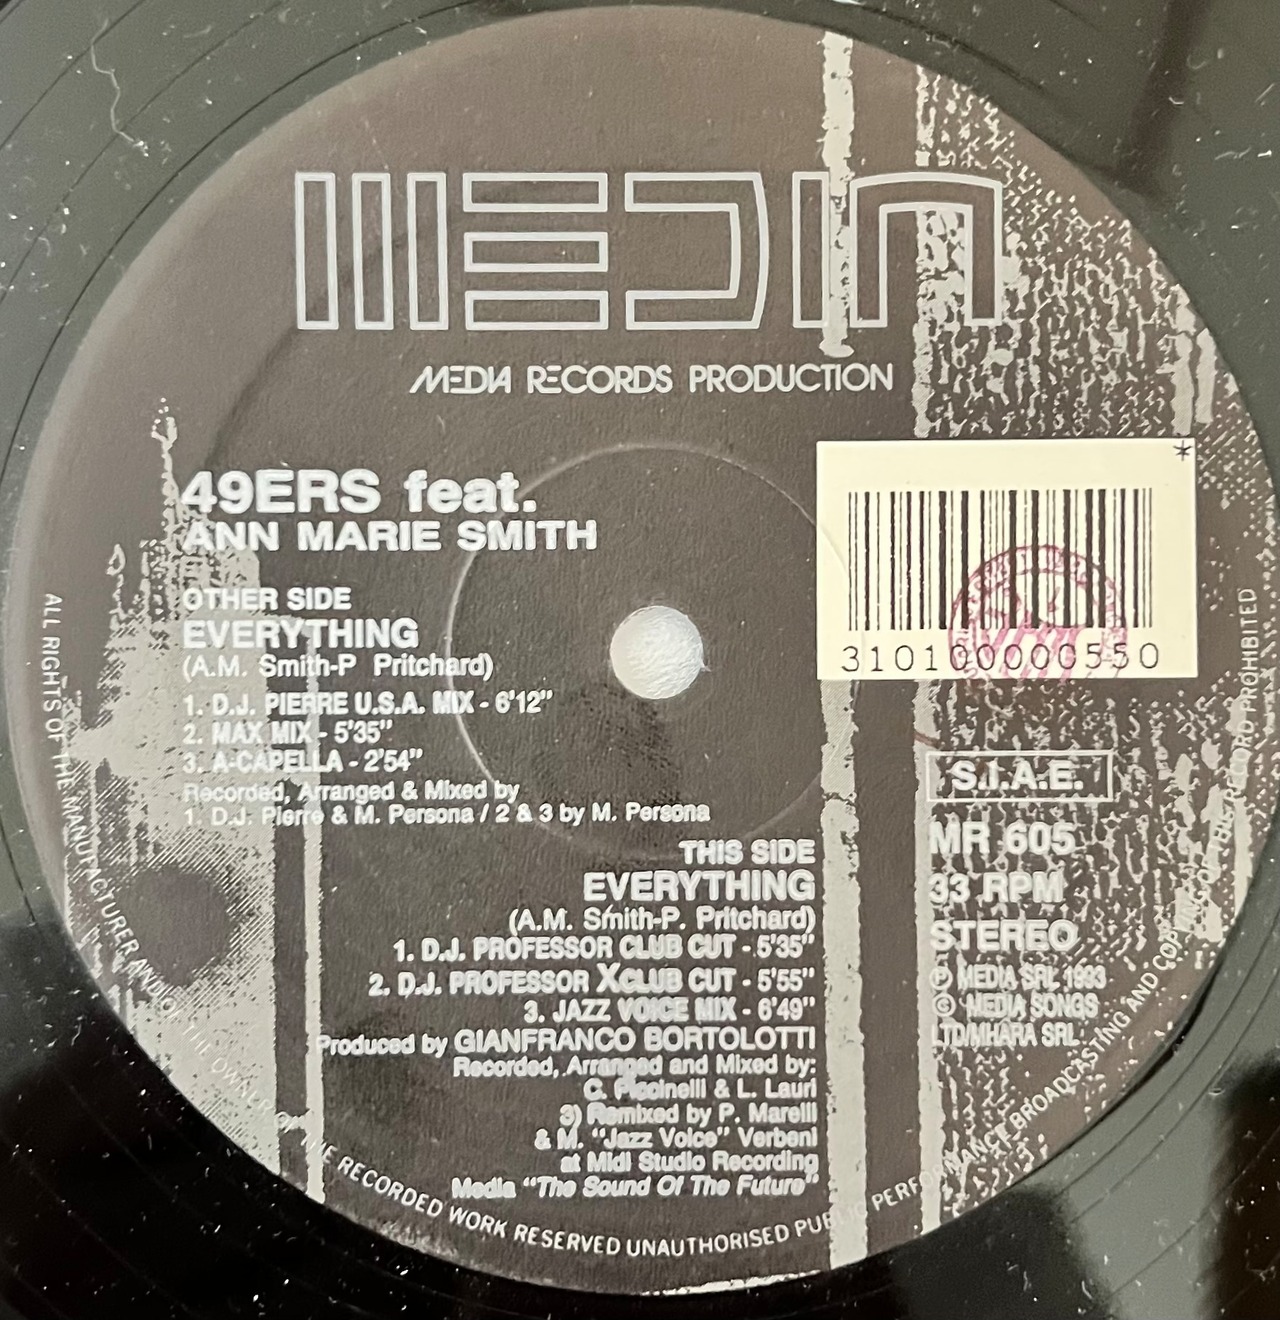 MEDIA
MEDIA RECORDS PRODUCTION
49ERS feat.
ANN MARIE SMITH
OTHER SIDE
EVERYTHING
(A.M. Smith-P Pritchard)
1. D.J. PIERRE U.S.A. MIX - 6'12"
2. MAX MIX - 5'35"
3. A-CAPELLA - 2'54"
Recorded, Arranged & Mixed by
1. D.J. Pierre & M. Persona / 2 & 3 by M. Persona
*
310100000550
S.I.A.E.
MR 605
33 RPM
STEREO
℗ MEDIA SRL 1993
© MEDIA SONGS
LTD/MHARA SRL
THIS SIDE
EVERYTHING
(A.M. Smith-P. Pritchard)
1. D.J. PROFESSOR CLUB CUT - 5'35"
2. D.J. PROFESSOR XCLUB CUT - 5'55"
3. JAZZ VOICE MIX - 6'49"
Produced by GIANFRANCO BORTOLOTTI
Recorded, Arranged and Mixed by:
C. Piccinelli & L. Lauri
3) Remixed by P. Marelli
& M. "Jazz Voice" Verbeni
at Midi Studio Recording
Media "The Sound Of The Future"
ALL RIGHTS OF THE MANUFACTURER AND OF THE OWNER OF THE RECORDED WORK RESERVED UNAUTHORISED PUBLIC PERFORMANCE BROADCASTING AND COPYING OF THIS RECORD PROHIBITED